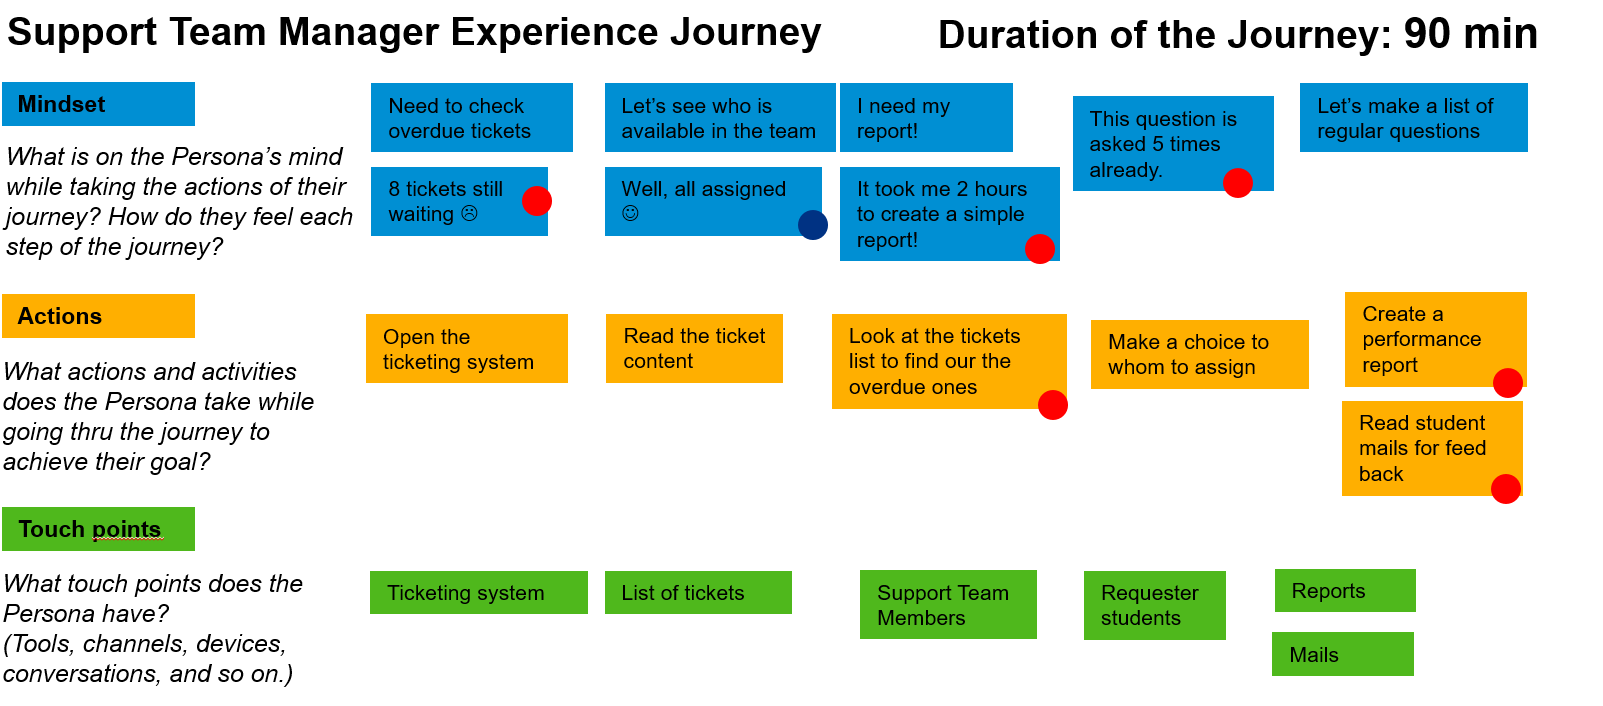 Support Team Manager Experience Journey
Duration of the Journey: 90 min
Mindset
What is on the Persona's mind
while taking the actions of their
journey? How do they feel each
step of the journey?
Need to check
overdue tickets
8 tickets still
waiting ☹
Let's see who is
available in the team
Well, all assigned
☺
I need my
report!
It took me 2 hours
to create a simple
report!
This question is
asked 5 times
already.
Let's make a list of
regular questions
Actions
What actions and activities
does the Persona take while
going thru the journey to
achieve their goal?
Open the
ticketing system
Read the ticket
content
Look at the tickets
list to find our the
overdue ones
Make a choice to
whom to assign
Create a
performance
report
Read student
mails for feed
back
Touch points
What touch points does the
Persona have?
(Tools, channels, devices,
conversations, and so on.)
Ticketing system
List of tickets
Support Team
Members
Requester
students
Reports
Mails